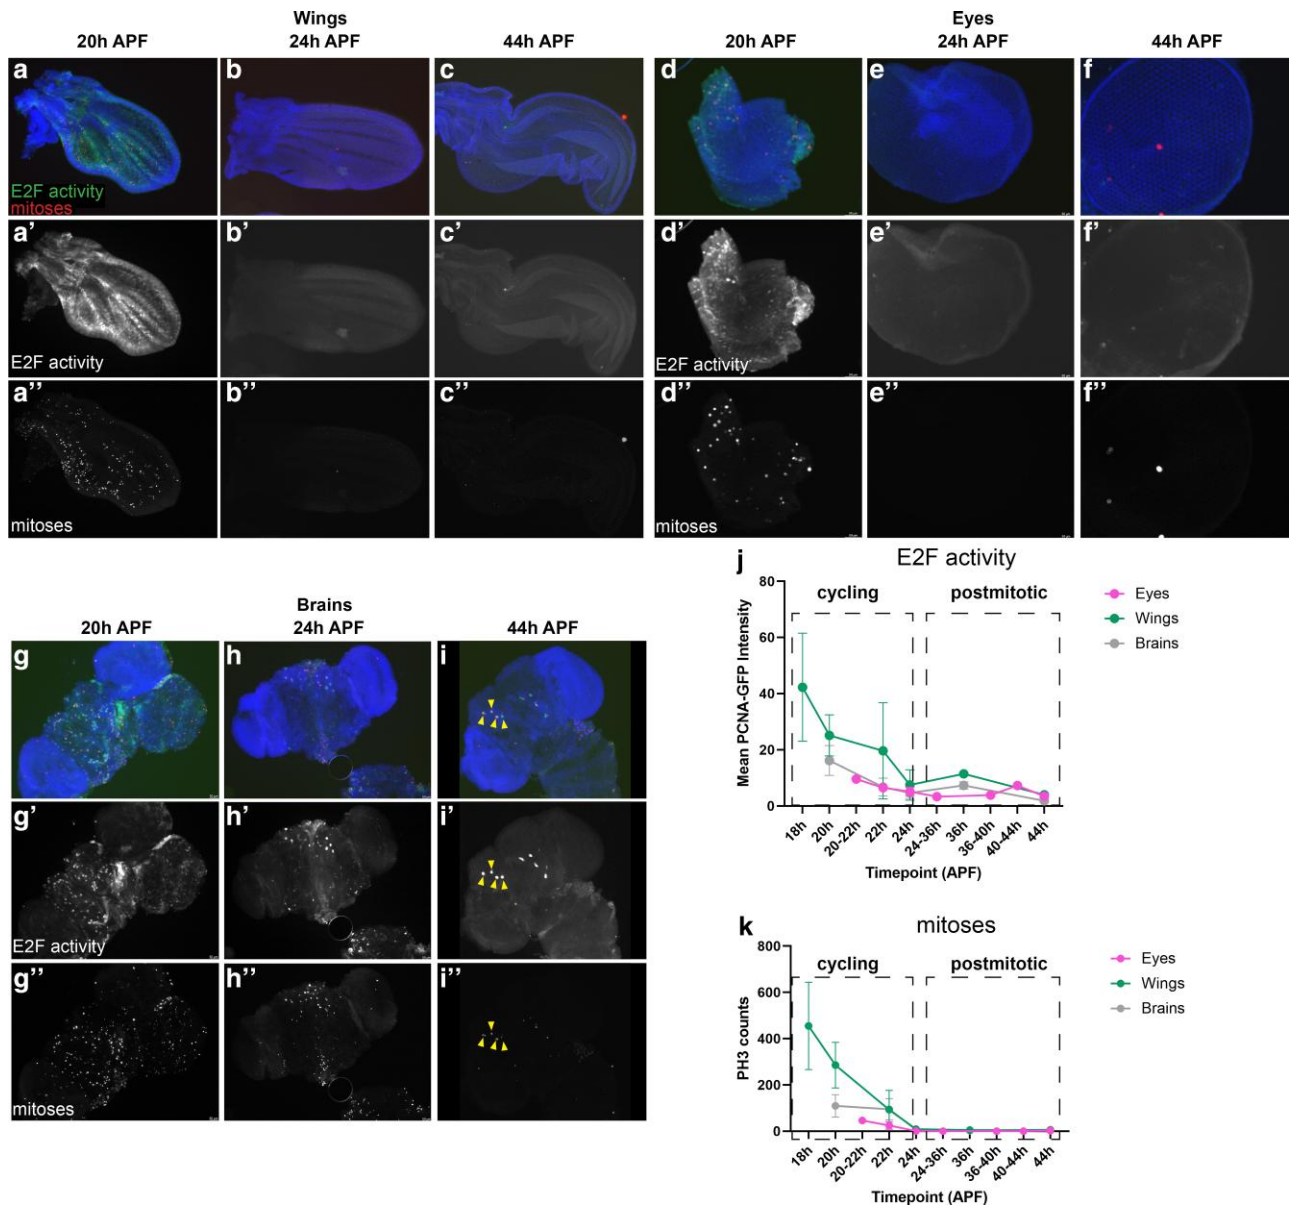 Wings
20h APF 24h APF 44h APF
Eyes
20h APF 24h APF 44h APF
a b c d e f
E2F activity
mitoses
a' b' c' d' e' f'
E2F activity E2F activity
a'' b'' c'' d'' e'' f''
mitoses mitoses
Brains
20h APF 24h APF 44h APF
g h i
g' h' i'
E2F activity
g'' h'' i''
mitoses
j E2F activity
80
60
40
20
0
Mean PCNA-GFP Intensity
cycling postmitotic
18h 20h 20-22h 22h 24h 24-36h 36h 36-40h 40-44h 44h
Timepoint (APF)
Eyes
Wings
Brains
k mitoses
800
600
400
200
0
PH3 counts
cycling postmitotic
18h 20h 20-22h 22h 24h 24-36h 36h 36-40h 40-44h 44h
Timepoint (APF)
Eyes
Wings
Brains